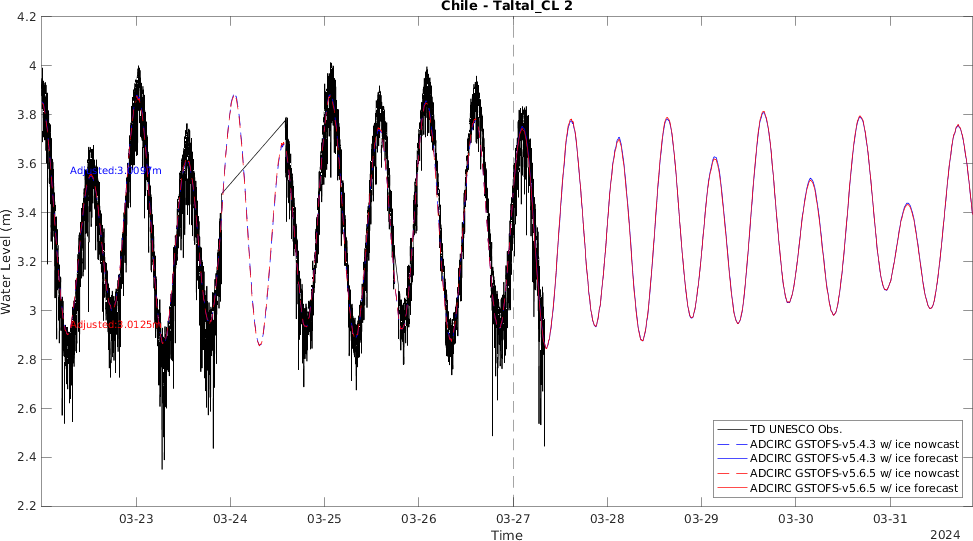 Chile - Taltal_CL 2
Water Level (m)
4.2
4
3.8
3.6
3.4
3.2
3
2.8
2.6
2.4
2.2
Adjusted:3.0125m
TD UNESCO Obs.
ADCIRC GSTOFS-v5.4.3 w/ ice nowcast
ADCIRC GSTOFS-v5.4.3 w/ ice forecast
ADCIRC GSTOFS-v5.6.5 w/ ice nowcast
ADCIRC GSTOFS-v5.6.5 w/ ice forecast
03-23
03-24
03-25
03-26
03-27
03-28
03-29
03-30
03-31
Time
2024